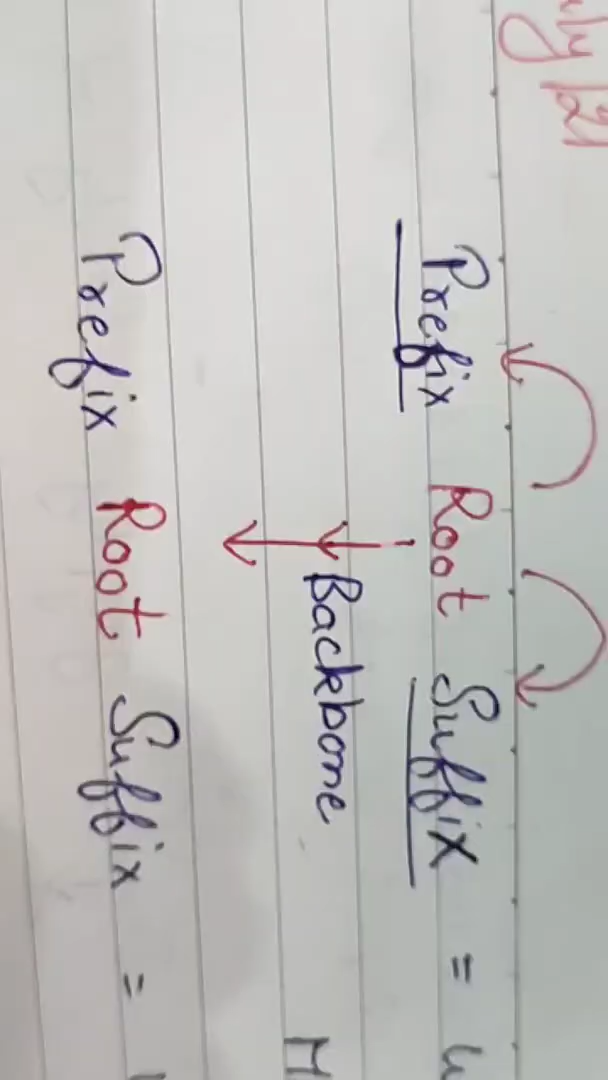 Prefix Root Suffix =
Backbone
Prefix Root Suffix =